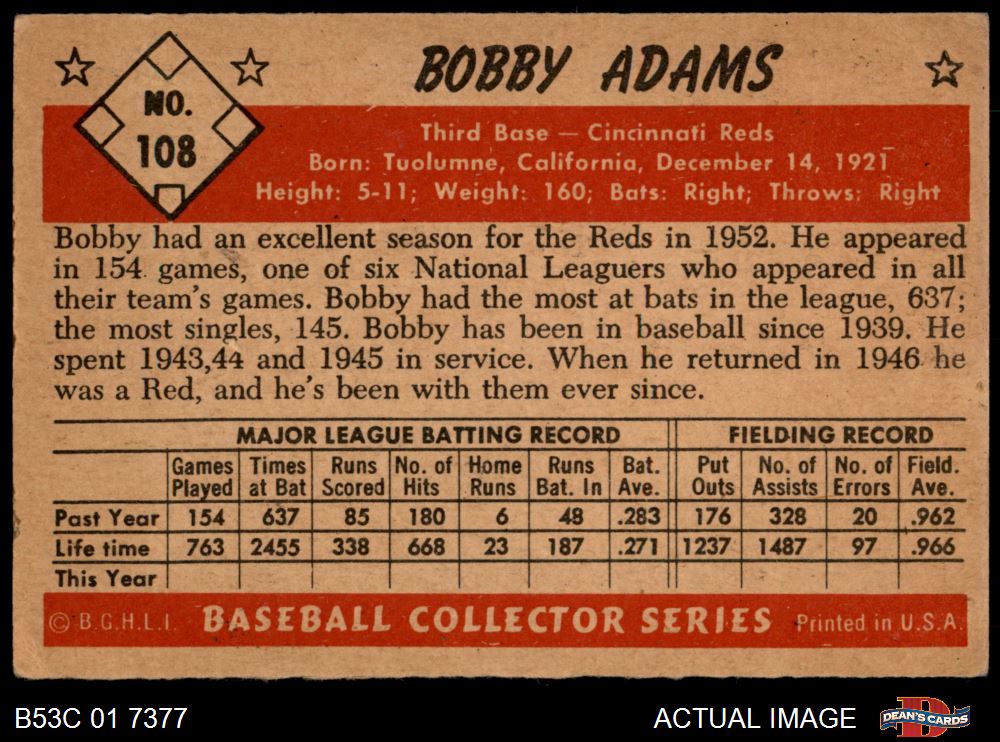 BOBBY ADAMS
NO.
108
Third Base — Cincinnati Reds
Born: Tuolumne, California, December 14, 1921
Height: 5-11; Weight: 160; Bats: Right; Throws: Right
Bobby had an excellent season for the Reds in 1952. He appeared
in 154 games, one of six National Leaguers who appeared in all
their team's games. Bobby had the most at bats in the league, 637;
the most singles, 145. Bobby has been in baseball since 1939. He
spent 1943,44 and 1945 in service. When he returned in 1946 he
was a Red, and he's been with them ever since.
MAJOR LEAGUE BATTING RECORD FIELDING RECORD
Games Times Runs No. of Home Runs Bat. Put No. of No. of Field.
Played at Bat Scored Hits Runs Bat. In Ave. Outs Assists Errors Ave.
Past Year 154 637 85 180 6 48 .283 176 328 20 .962
Life time 763 2455 338 668 23 187 .271 1237 1487 97 .966
This Year
© B.G.H.L.I. BASEBALL COLLECTOR SERIES Printed in U.S.A.
B53C 01 7377 ACTUAL IMAGE DEAN'S CARDS